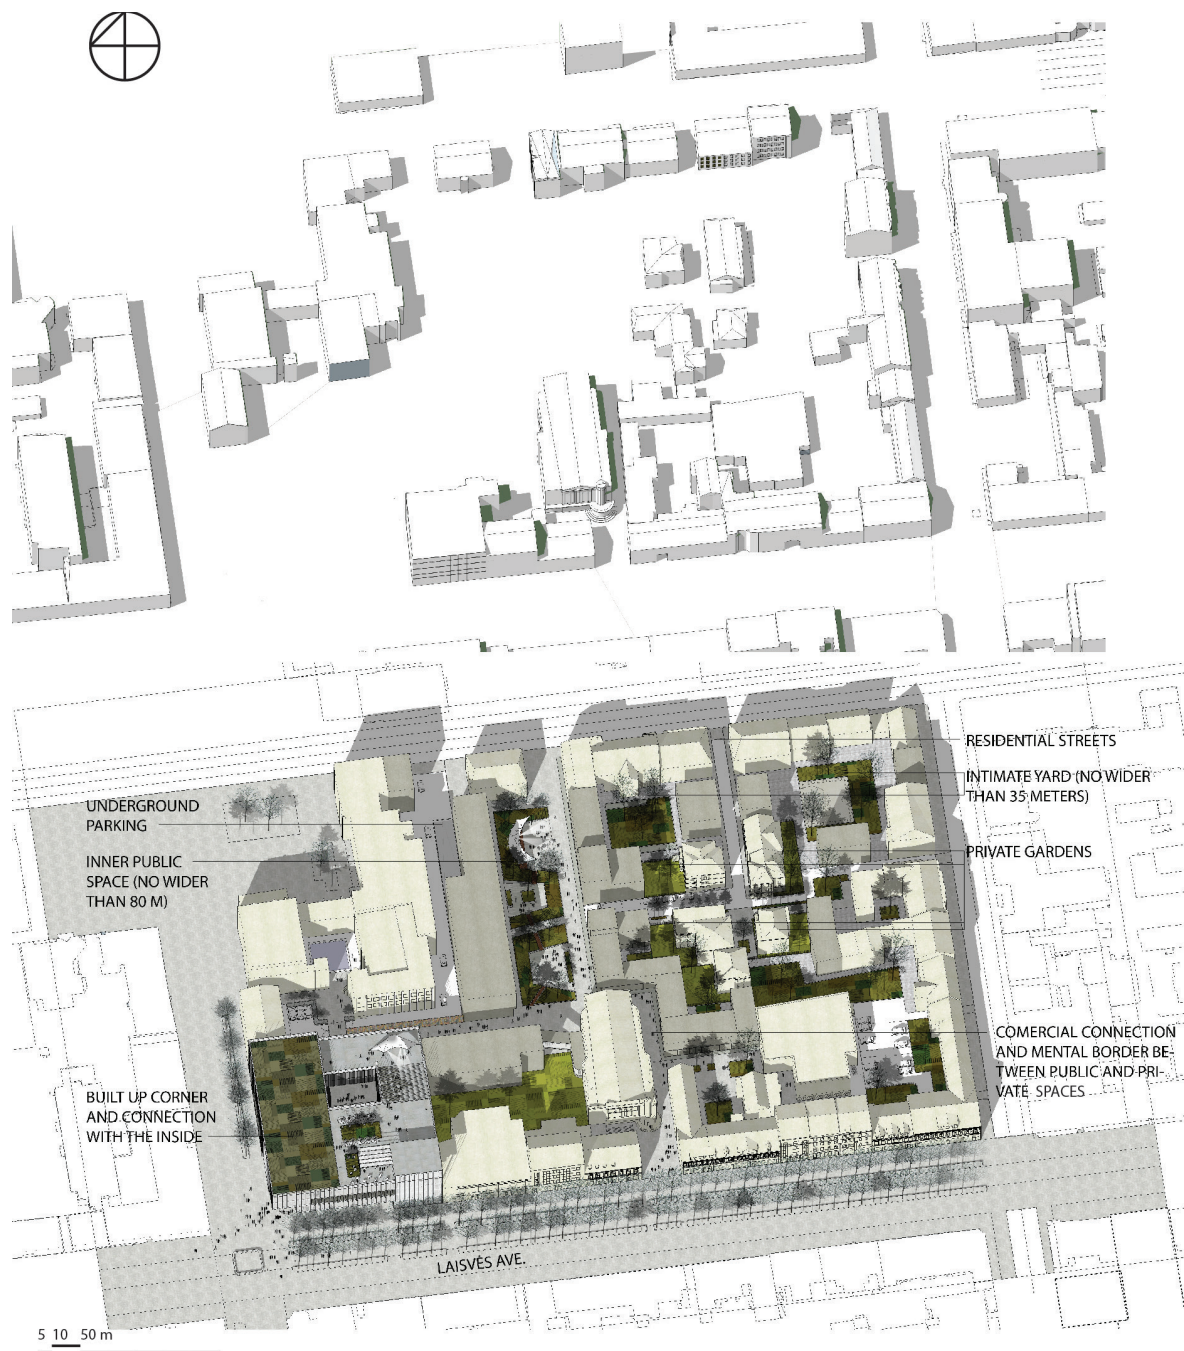 RESIDENTIAL STREETS
INTIMATE YARD (NO WIDER
THAN 35 METERS)
UNDERGROUND
PARKING
PRIVATE GARDENS
INNER PUBLIC
SPACE (NO WIDER
THAN 80 M)
COMERCIAL CONNECTION
AND MENTAL BORDER BE-
TWEEN PUBLIC AND PRI-
VATE SPACES
BUILT UP CORNER
AND CONNECTION
WITH THE INSIDE
LAISVĖS AVE.
5 10 50 m